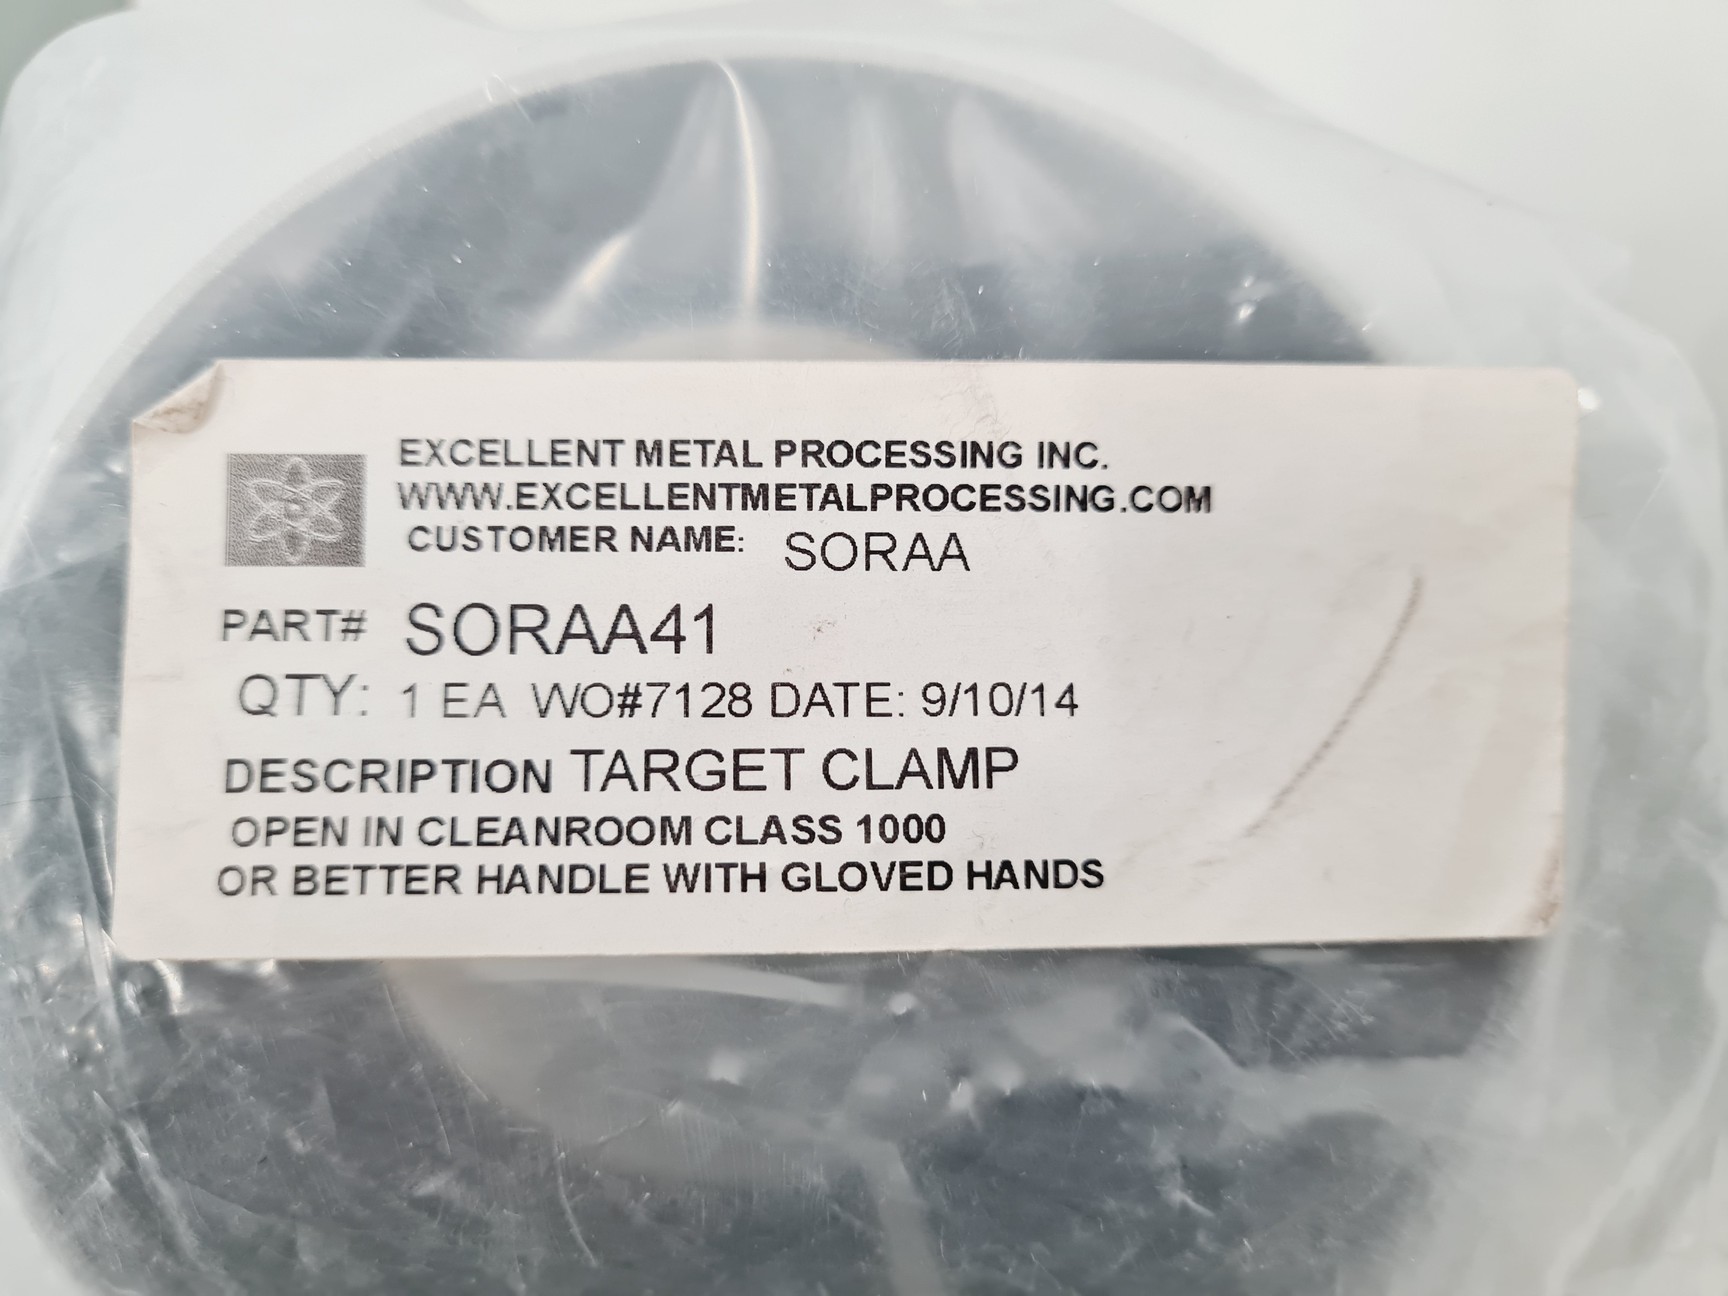 EXCELLENT METAL PROCESSING INC.
WWW.EXCELLENTMETALPROCESSING.COM
CUSTOMER NAME: SORAA
PART# SORAA41
QTY: 1 EA WO#7128 DATE: 9/10/14
DESCRIPTION TARGET CLAMP
OPEN IN CLEANROOM CLASS 1000
OR BETTER HANDLE WITH GLOVED HANDS